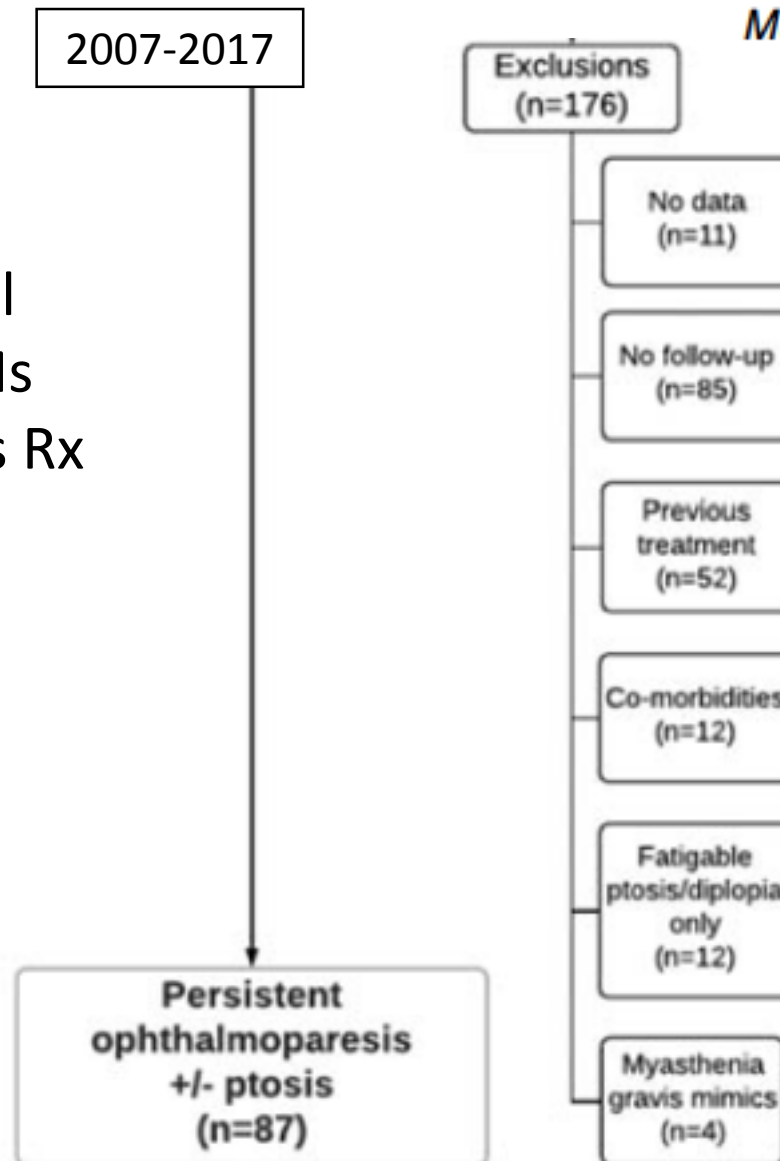 2007-2017
M
l
ls
s Rx
Exclusions
(n=176)
No data
(n=11)
No follow-up
(n=85)
Previous
treatment
(n=52)
Co-morbidities
(n=12)
Fatigable
ptosis/diplopia
only
(n=12)
Myasthenia
gravis mimics
(n=4)
Persistent
ophthalmoparesis
+/- ptosis
(n=87)